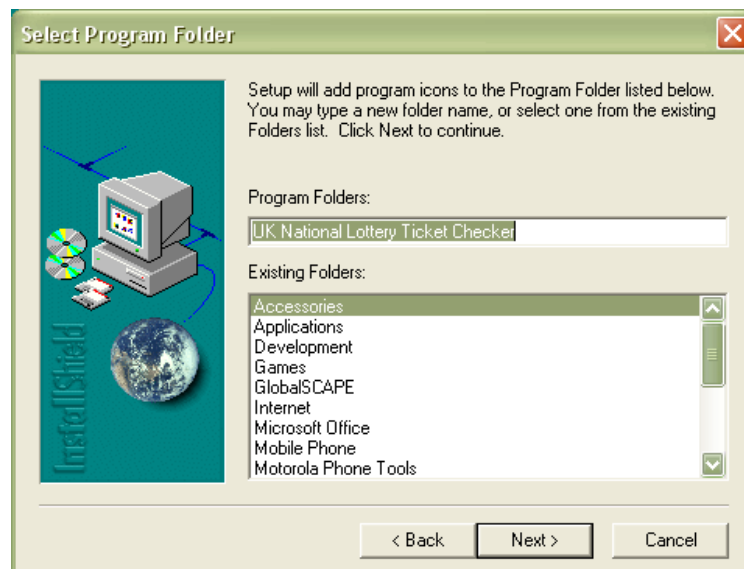 Select Program Folder
Setup will add program icons to the Program Folder listed below.
You may type a new folder name, or select one from the existing
Folders list. Click Next to continue.
Program Folders:
UK National Lottery Ticket Checker
Existing Folders:
Accessories
Applications
Development
Games
GlobalSCAPE
Internet
Microsoft Office
Mobile Phone
Motorola Phone Tools
InstallShield
< Back
Next >
Cancel